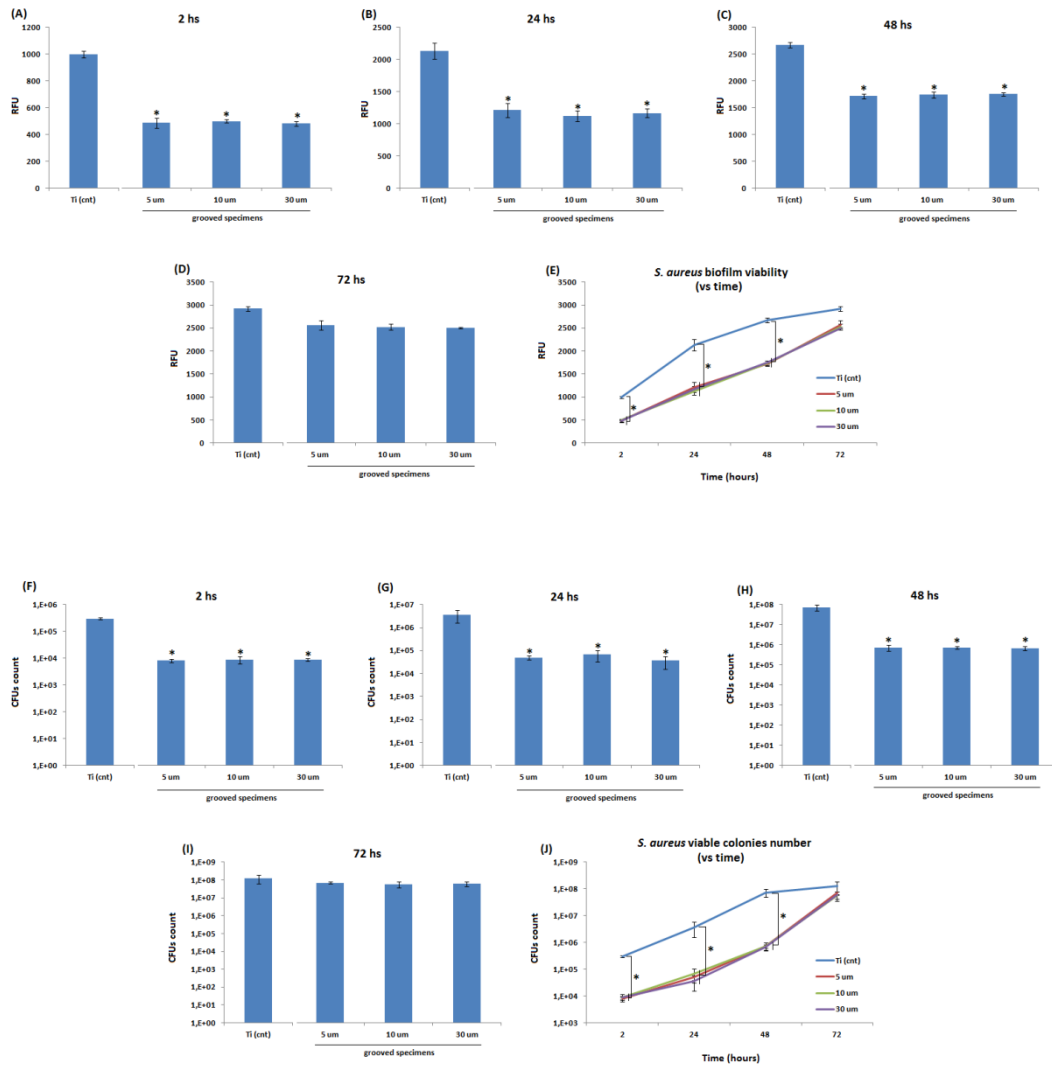 (A)
2 hs
1200
1000
800
600
400
200
0
RFU
* * *
Ti (cnt) 5 um 10 um 30 um
grooved specimens
(B)
24 hs
2500
2000
1500
1000
500
0
RFU
* * *
Ti (cnt) 5 um 10 um 30 um
grooved specimens
(C)
48 hs
3000
2500
2000
1500
1000
500
0
RFU
* * *
Ti (cnt) 5 um 10 um 30 um
grooved specimens
(D)
72 hs
3500
3000
2500
2000
1500
1000
500
0
RFU
Ti (cnt) 5 um 10 um 30 um
grooved specimens
(E)
S. aureus biofilm viability
(vs time)
3500
3000
2500
2000
1500
1000
500
0
RFU
* * *
Ti (cnt)
5 um
10 um
30 um
2 24 48 72
Time (hours)
(F)
2 hs
1,E+06
1,E+05
1,E+04
1,E+03
1,E+02
1,E+01
1,E+00
CFUs count
* * *
Ti (cnt) 5 um 10 um 30 um
grooved specimens
(G)
24 hs
1,E+07
1,E+06
1,E+05
1,E+04
1,E+03
1,E+02
1,E+01
1,E+00
CFUs count
* * *
Ti (cnt) 5 um 10 um 30 um
grooved specimens
(H)
48 hs
1,E+08
1,E+07
1,E+06
1,E+05
1,E+04
1,E+03
1,E+02
1,E+01
1,E+00
CFUs count
* * *
Ti (cnt) 5 um 10 um 30 um
grooved specimens
(I)
72 hs
1,E+09
1,E+08
1,E+07
1,E+06
1,E+05
1,E+04
1,E+03
1,E+02
1,E+01
1,E+00
CFUs count
Ti (cnt) 5 um 10 um 30 um
grooved specimens
(J)
S. aureus viable colonies number
(vs time)
1,E+09
1,E+08
1,E+07
1,E+06
1,E+05
1,E+04
1,E+03
CFUs count
* * *
Ti (cnt)
5 um
10 um
30 um
2 24 48 72
Time (hours)